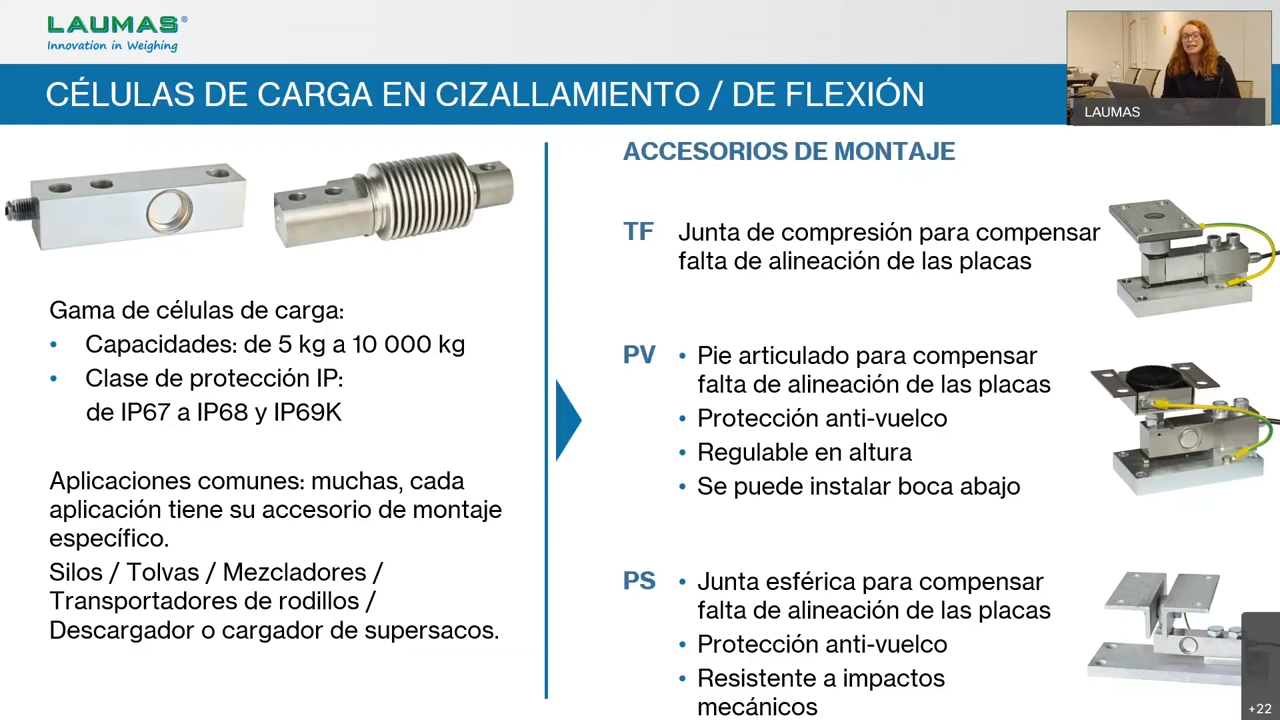 LAUMAS®
Innovation in Weighing
CÉLULAS DE CARGA EN CIZALLAMIENTO / DE FLEXIÓN
LAUMAS
Gama de células de carga:
• Capacidades: de 5 kg a 10 000 kg
• Clase de protección IP:
de IP67 a IP68 y IP69K
Aplicaciones comunes: muchas, cada
aplicación tiene su accesorio de montaje
específico.
Silos / Tolvas / Mezcladores /
Transportadores de rodillos /
Descargador o cargador de supersacos.
ACCESORIOS DE MONTAJE
TF Junta de compresión para compensar
falta de alineación de las placas
PV • Pie articulado para compensar
falta de alineación de las placas
• Protección anti-vuelco
• Regulable en altura
• Se puede instalar boca abajo
PS • Junta esférica para compensar
falta de alineación de las placas
• Protección anti-vuelco
• Resistente a impactos
mecánicos
+22